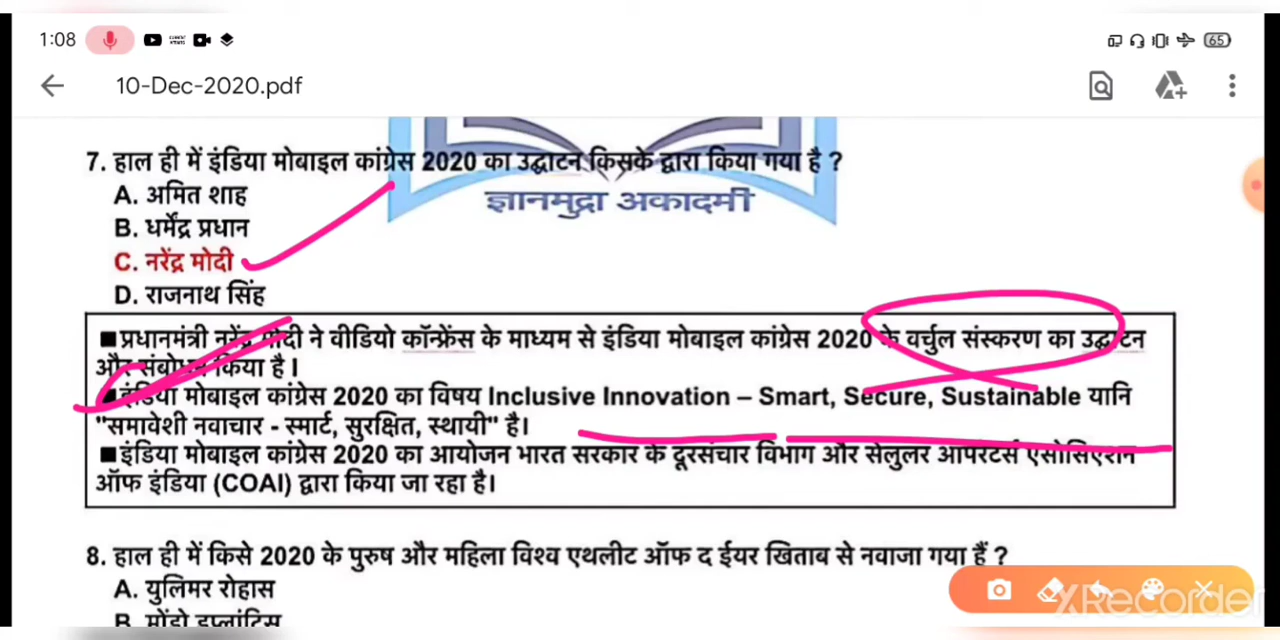 1:08
65
10-Dec-2020.pdf
7. हाल ही में इंडिया मोबाइल कांग्रेस 2020 का उद्घाटन किसके द्वारा किया गया है ?
A. अमित शाह
ज्ञानमुद्रा अकादमी
B. धर्मेंद्र प्रधान
C. नरेंद्र मोदी
D. राजनाथ सिंह
■प्रधानमंत्री नरेंद्र मोदी ने वीडियो कॉन्फ्रेंस के माध्यम से इंडिया मोबाइल कांग्रेस 2020 के वर्चुल संस्करण का उद्घाटन
और संबोधन किया है।
■इंडिया मोबाइल कांग्रेस 2020 का विषय Inclusive Innovation – Smart, Secure, Sustainable यानि
"समावेशी नवाचार - स्मार्ट, सुरक्षित, स्थायी" है।
■इंडिया मोबाइल कांग्रेस 2020 का आयोजन भारत सरकार के दूरसंचार विभाग और सेलुलर ऑपरेटर्स एसोसिएशन
ऑफ इंडिया (COAI) द्वारा किया जा रहा है।
8. हाल ही में किसे 2020 के पुरुष और महिला विश्व एथलीट ऑफ द ईयर खिताब से नवाजा गया हैं ?
A. युलिमर रोहास
B. मोंडो डुप्लांटिस
XRecorder